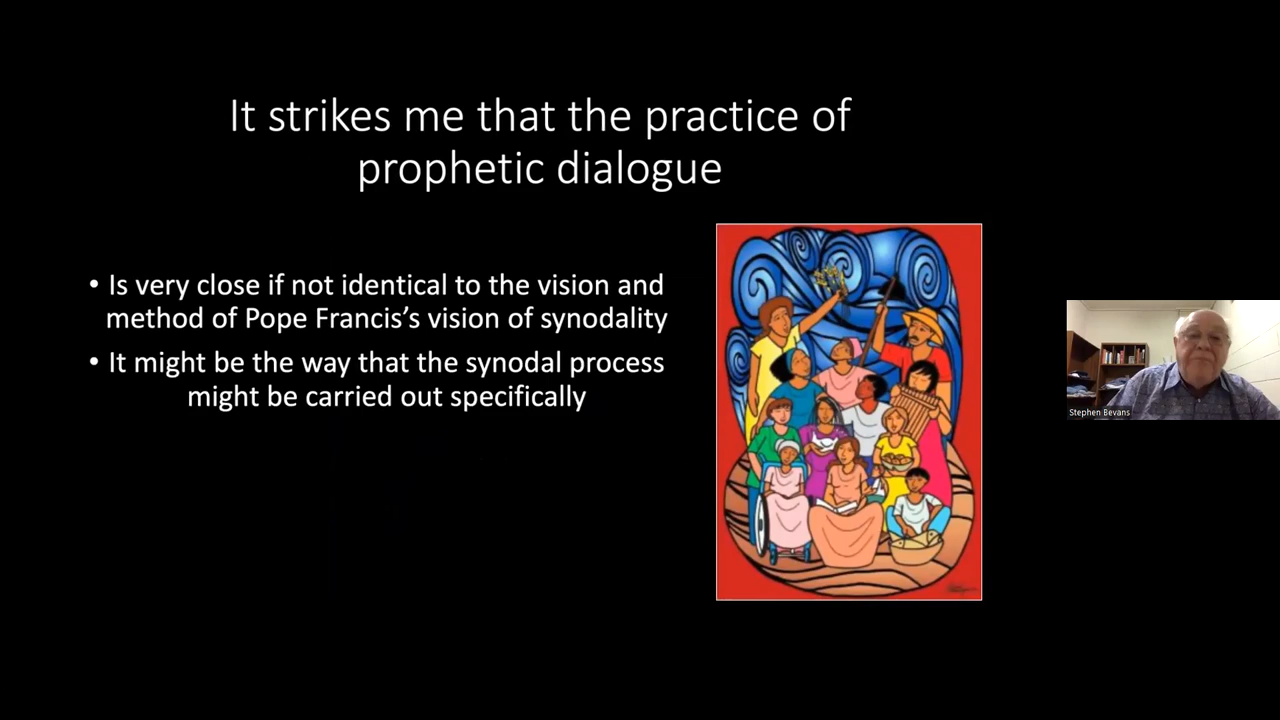 It strikes me that the practice of
prophetic dialogue
• Is very close if not identical to the vision and
method of Pope Francis’s vision of synodality
• It might be the way that the synodal process
might be carried out specifically
Stephen Bevans